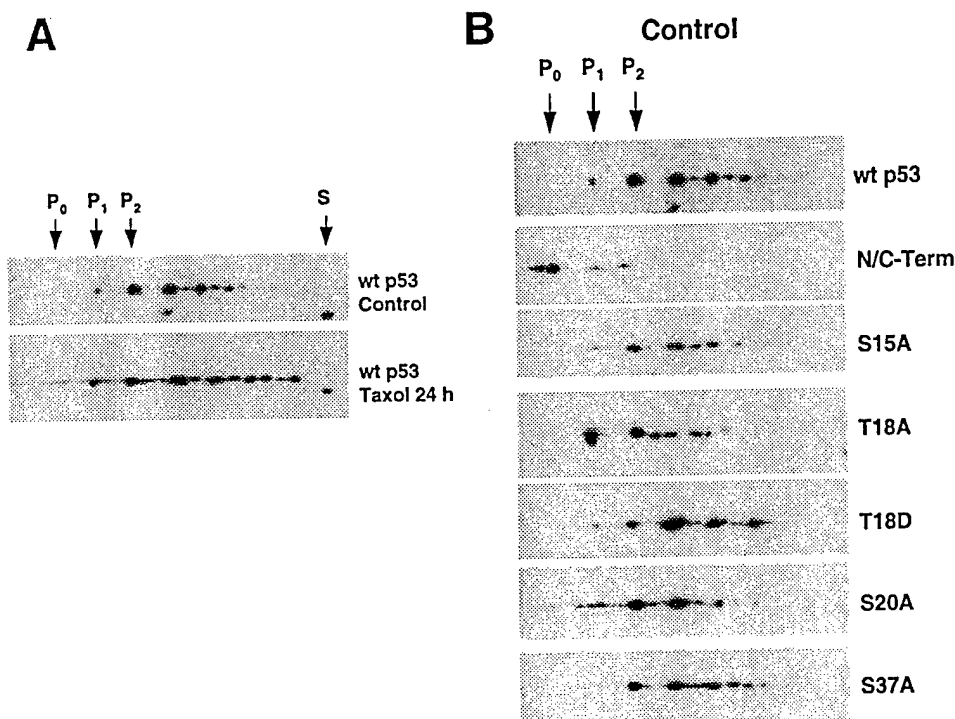 A
P0 P1 P2 S
wt p53
Control
wt p53
Taxol 24 h
B
Control
P0 P1 P2
wt p53
N/C-Term
S15A
T18A
T18D
S20A
S37A